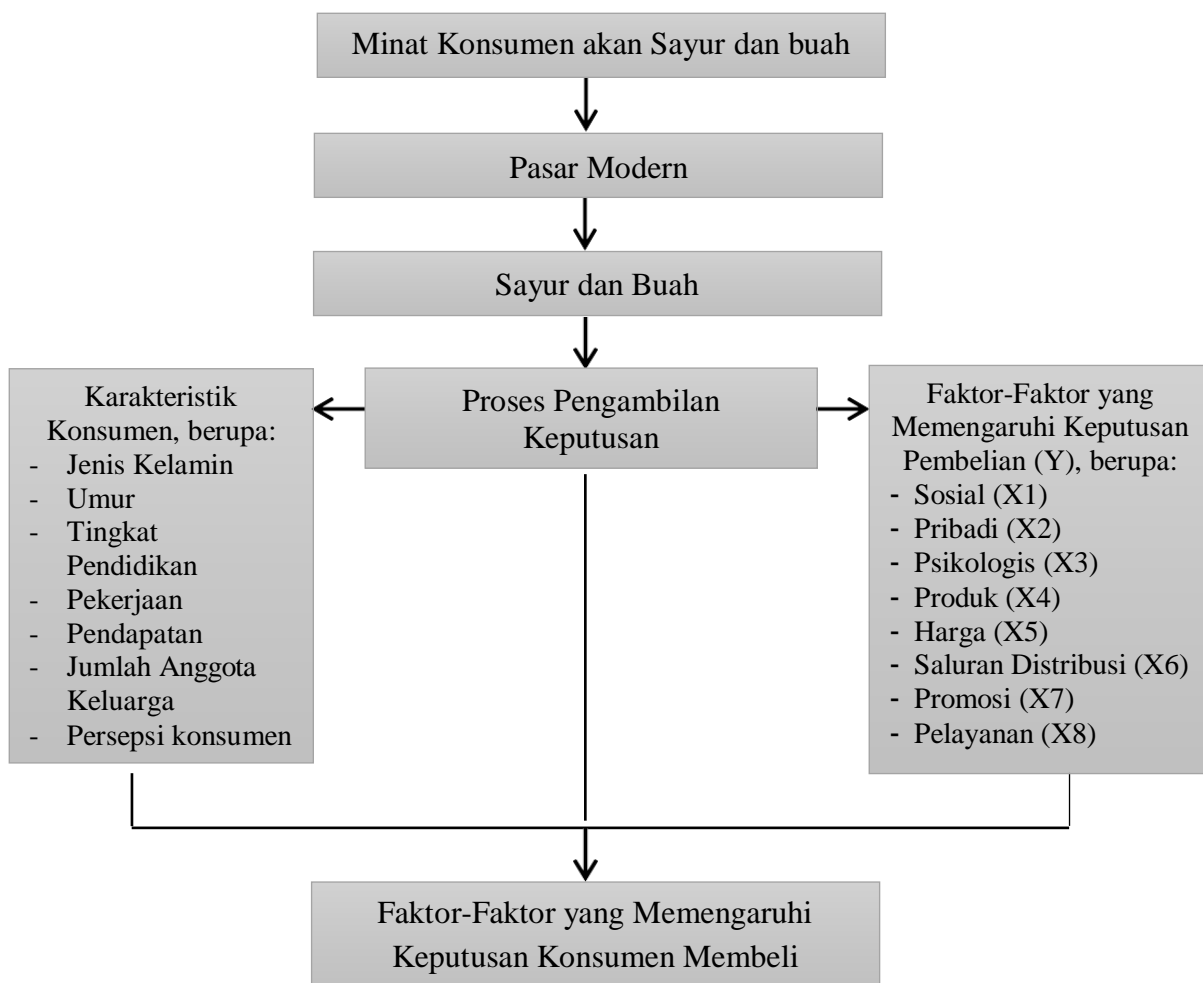 Minat Konsumen akan Sayur dan buah
Pasar Modern
Sayur dan Buah
Proses Pengambilan
Keputusan
Karakteristik
Konsumen, berupa:
- Jenis Kelamin
- Umur
- Tingkat
Pendidikan
- Pekerjaan
- Pendapatan
- Jumlah Anggota
Keluarga
- Persepsi konsumen
Faktor-Faktor yang
Memengaruhi Keputusan
Pembelian (Y), berupa:
- Sosial (X1)
- Pribadi (X2)
- Psikologis (X3)
- Produk (X4)
- Harga (X5)
- Saluran Distribusi (X6)
- Promosi (X7)
- Pelayanan (X8)
Faktor-Faktor yang Memengaruhi
Keputusan Konsumen Membeli